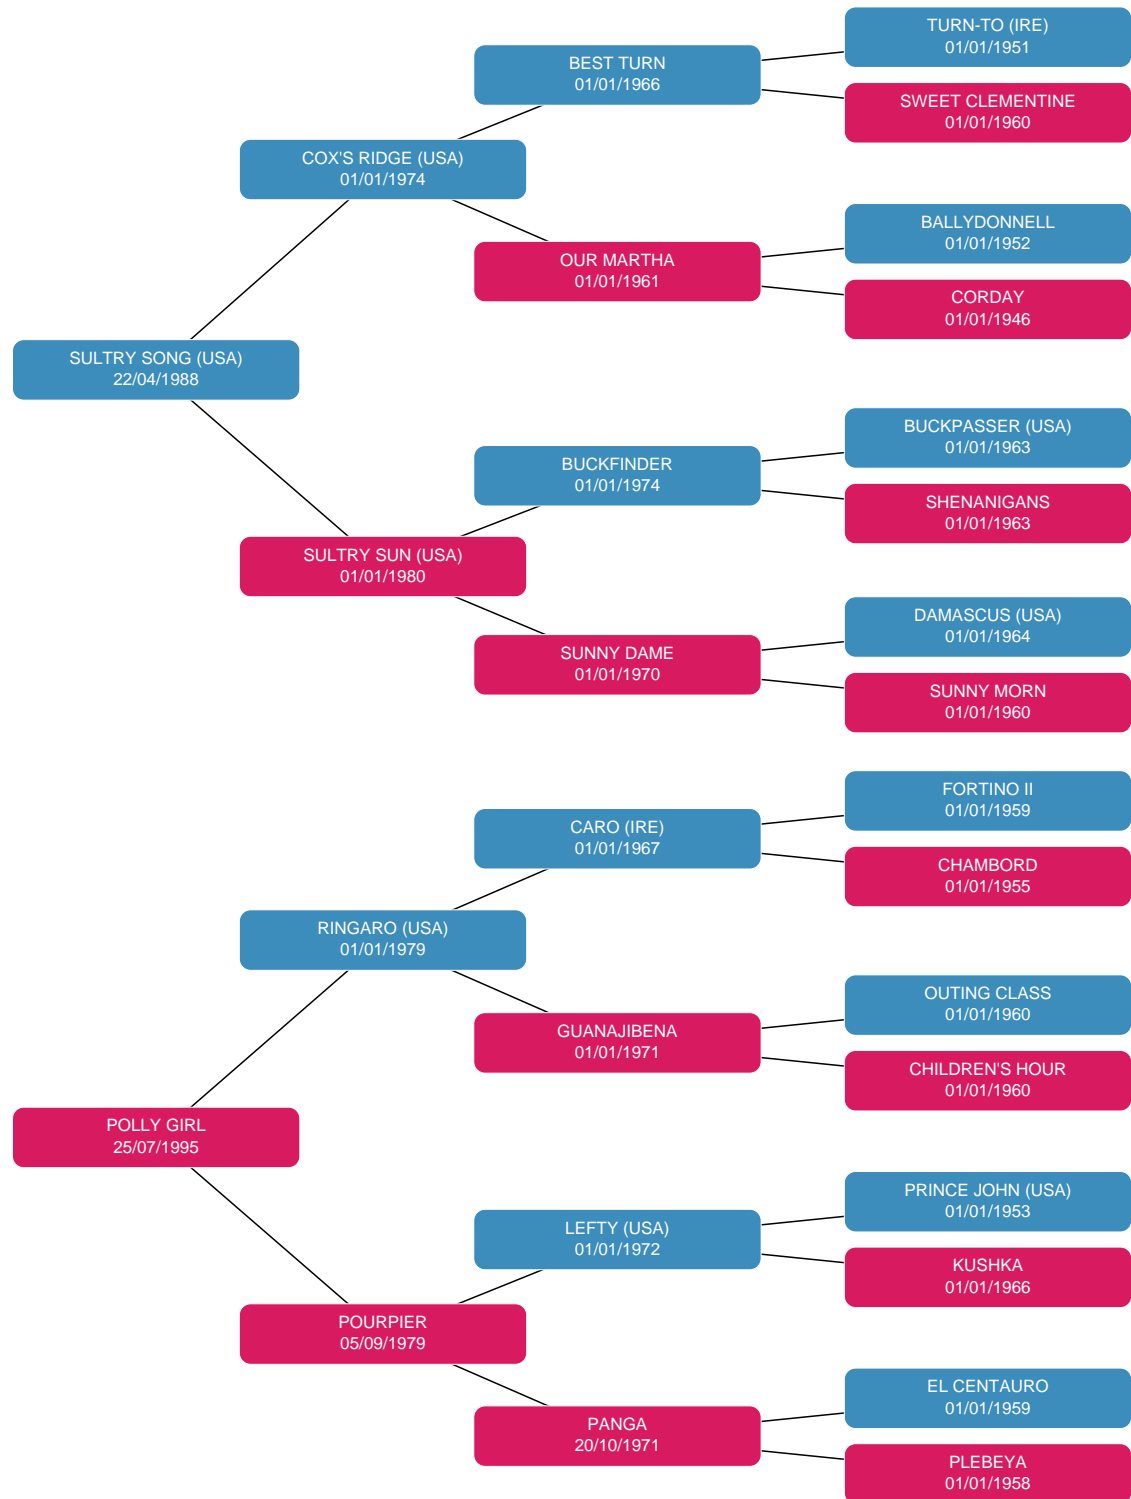 TURN-TO (IRE)
01/01/1951
BEST TURN
01/01/1966
SWEET CLEMENTINE
01/01/1960
COX'S RIDGE (USA)
01/01/1974
BALLYDONNELL
01/01/1952
OUR MARTHA
01/01/1961
CORDAY
01/01/1946
SULTRY SONG (USA)
22/04/1988
BUCKPASSER (USA)
01/01/1963
BUCKFINDER
01/01/1974
SHENANIGANS
01/01/1963
SULTRY SUN (USA)
01/01/1980
DAMASCUS (USA)
01/01/1964
SUNNY DAME
01/01/1970
SUNNY MORN
01/01/1960
FORTINO II
01/01/1959
CARO (IRE)
01/01/1967
CHAMBORD
01/01/1955
RINGARO (USA)
01/01/1979
OUTING CLASS
01/01/1960
GUANAJIBENA
01/01/1971
CHILDREN'S HOUR
01/01/1960
POLLY GIRL
25/07/1995
PRINCE JOHN (USA)
01/01/1953
LEFTY (USA)
01/01/1972
KUSHKA
01/01/1966
POURPIER
05/09/1979
EL CENTAURO
01/01/1959
PANGA
20/10/1971
PLEBEYA
01/01/1958